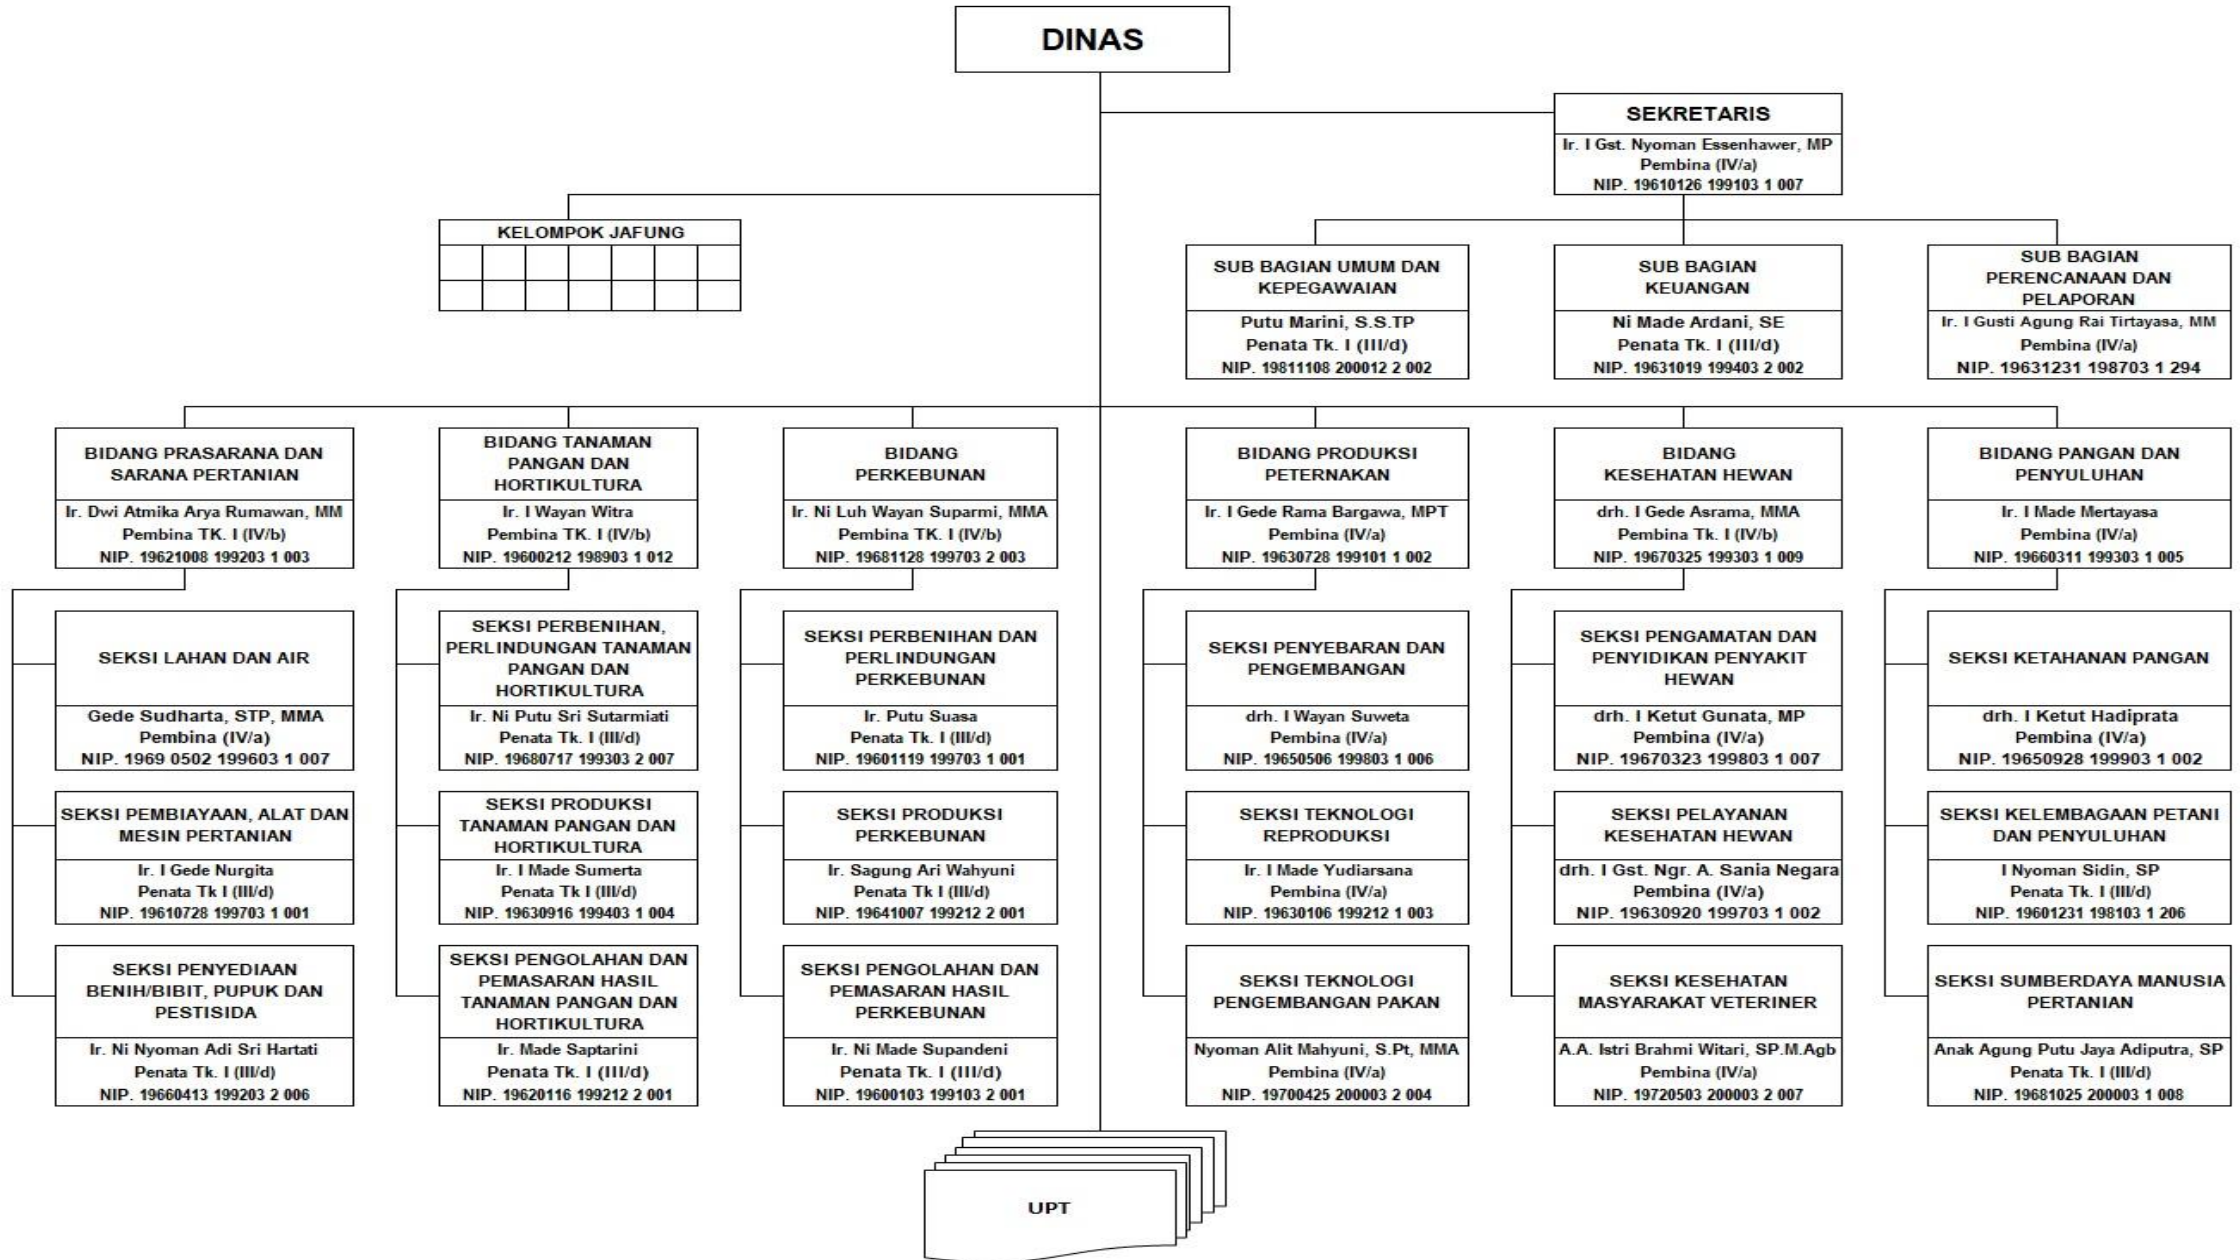 DINAS
SEKRETARIS
Ir. I Gst. Nyoman Essenhawer, MP
Pembina (IV/a)
NIP. 19610126 199103 1 007
KELOMPOK JAFUNG
SUB BAGIAN UMUM DAN
KEPEGAWAIAN
Putu Marini, S.S.TP
Penata Tk. I (III/d)
NIP. 19811108 200012 2 002
SUB BAGIAN
KEUANGAN
Ni Made Ardani, SE
Penata Tk. I (III/d)
NIP. 19631019 199403 2 002
SUB BAGIAN
PERENCANAAN DAN
PELAPORAN
Ir. I Gusti Agung Rai Tirtayasa, MM
Pembina (IV/a)
NIP. 19631231 198703 1 294
BIDANG PRASARANA DAN
SARANA PERTANIAN
Ir. Dwi Atmika Arya Rumawan, MM
Pembina TK. I (IV/b)
NIP. 19621008 199203 1 003
BIDANG TANAMAN
PANGAN DAN
HORTIKULTURA
Ir. I Wayan Witra
Pembina TK. I (IV/b)
NIP. 19600212 198903 1 012
BIDANG
PERKEBUNAN
Ir. Ni Luh Wayan Suparmi, MMA
Pembina TK. I (IV/b)
NIP. 19681128 199703 2 003
BIDANG PRODUKSI
PETERNAKAN
Ir. I Gede Rama Bargawa, MPT
Pembina (IV/a)
NIP. 19630728 199101 1 002
BIDANG
KESEHATAN HEWAN
drh. I Gede Asrama, MMA
Pembina Tk. I (IV/b)
NIP. 19670325 199303 1 009
BIDANG PANGAN DAN
PENYULUHAN
Ir. I Made Mertayasa
Pembina (IV/a)
NIP. 19660311 199303 1 005
SEKSI LAHAN DAN AIR
Gede Sudharta, STP, MMA
Pembina (IV/a)
NIP. 1969 0502 199603 1 007
SEKSI PERBENIHAN,
PERLINDUNGAN TANAMAN
PANGAN DAN
HORTIKULTURA
Ir. Ni Putu Sri Sutarmiati
Penata Tk. I (III/d)
NIP. 19680717 199303 2 007
SEKSI PERBENIHAN DAN
PERLINDUNGAN
PERKEBUNAN
Ir. Putu Suasa
Penata Tk. I (III/d)
NIP. 19601119 199703 1 001
SEKSI PENYEBARAN DAN
PENGEMBANGAN
drh. I Wayan Suweta
Pembina (IV/a)
NIP. 19650506 199803 1 006
SEKSI PENGAMATAN DAN
PENYIDIKAN PENYAKIT
HEWAN
drh. I Ketut Gunata, MP
Pembina (IV/a)
NIP. 19670323 199803 1 007
SEKSI KETAHANAN PANGAN
drh. I Ketut Hadiprata
Pembina (IV/a)
NIP. 19650928 199903 1 002
SEKSI PEMBIAYAAN, ALAT DAN
MESIN PERTANIAN
Ir. I Gede Nurgita
Penata Tk I (III/d)
NIP. 19610728 199703 1 001
SEKSI PRODUKSI
TANAMAN PANGAN DAN
HORTIKULTURA
Ir. I Made Sumerta
Penata Tk I (III/d)
NIP. 19630916 199403 1 004
SEKSI PRODUKSI
PERKEBUNAN
Ir. Sagung Ari Wahyuni
Penata Tk I (III/d)
NIP. 19641007 199212 2 001
SEKSI TEKNOLOGI
REPRODUKSI
Ir. I Made Yudiarsana
Pembina (IV/a)
NIP. 19630106 199212 1 003
SEKSI PELAYANAN
KESEHATAN HEWAN
drh. I Gst. Ngr. A. Sania Negara
Pembina (IV/a)
NIP. 19630920 199703 1 002
SEKSI KELEMBAGAAN PETANI
DAN PENYULUHAN
I Nyoman Sidin, SP
Penata Tk. I (III/d)
NIP. 19601231 198103 1 206
SEKSI PENYEDIAAN
BENIH/BIBIT, PUPUK DAN
PESTISIDA
Ir. Ni Nyoman Adi Sri Hartati
Penata Tk. I (III/d)
NIP. 19660413 199203 2 006
SEKSI PENGOLAHAN DAN
PEMASARAN HASIL
TANAMAN PANGAN DAN
HORTIKULTURA
Ir. Made Saptarini
Penata Tk. I (III/d)
NIP. 19620116 199212 2 001
SEKSI PENGOLAHAN DAN
PEMASARAN HASIL
PERKEBUNAN
Ir. Ni Made Supandeni
Penata Tk. I (III/d)
NIP. 19600103 199103 2 001
SEKSI TEKNOLOGI
PENGEMBANGAN PAKAN
Nyoman Alit Mahyuni, S.Pt, MMA
Pembina (IV/a)
NIP. 19700425 200003 2 004
SEKSI KESEHATAN
MASYARAKAT VETERINER
A.A. Istri Brahmi Witari, SP.M.Agb
Pembina (IV/a)
NIP. 19720503 200003 2 007
SEKSI SUMBERDAYA MANUSIA
PERTANIAN
Anak Agung Putu Jaya Adiputra, SP
Penata Tk. I (III/d)
NIP. 19681025 200003 1 008
UPT